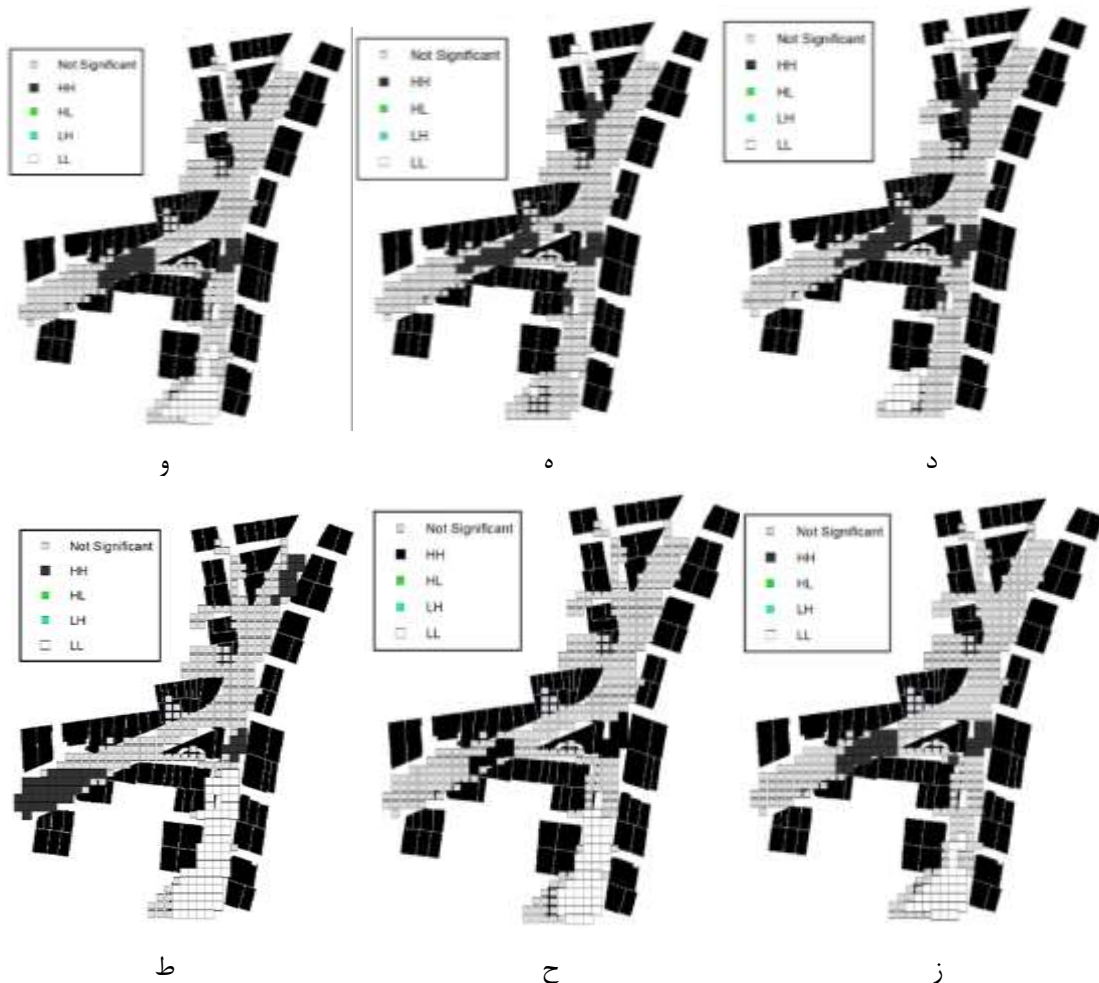 Not Significant
HH
HL
LH
LL
Not Significant
HH
HL
LH
LL
Not Significant
HH
HL
LH
LL
د
ه
و
Not Significant
HH
HL
LH
LL
Not Significant
HH
HL
LH
LL
Not Significant
HH
HL
LH
LL
ز
ح
ط